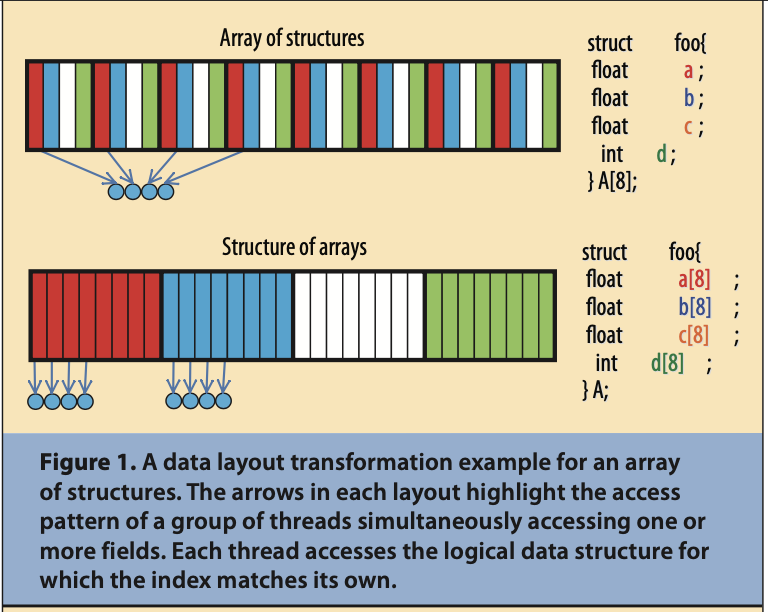 Array of structures
struct foo{
float a ;
float b ;
float c ;
int d ;
} A[8];
Structure of arrays
struct foo{
float a[8] ;
float b[8] ;
float c[8] ;
int d[8] ;
} A;
Figure 1. A data layout transformation example for an array
of structures. The arrows in each layout highlight the access
pattern of a group of threads simultaneously accessing one or
more fields. Each thread accesses the logical data structure for
which the index matches its own.